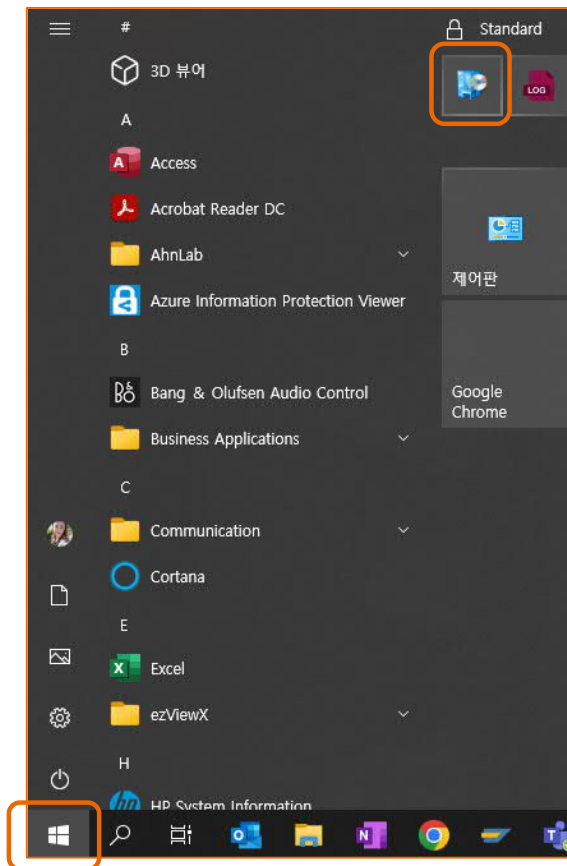 #
Standard
3D 뷰어
LOG
A
Access
Acrobat Reader DC
AhnLab
제어판
Azure Information Protection Viewer
B
Bang & Olufsen Audio Control
Google
Chrome
Business Applications
C
Communication
Cortana
E
Excel
ezViewX
H
HP System Information